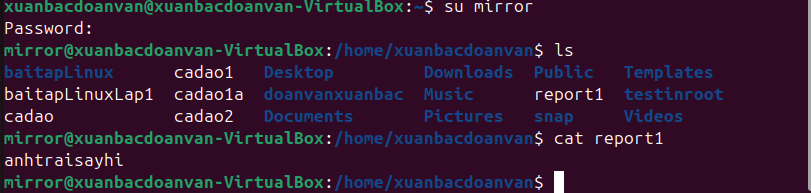 xuanbacdoanvan@xuanbacdoanvan-VirtualBox:~$ su mirror
Password:
mirror@xuanbacdoanvan-VirtualBox:/home/xuanbacdoanvan$ ls
baitapLinux cadao1 Desktop Downloads Public Templates
baitapLinuxLap1 cadao1a doanvanxuanbac Music report1 testinroot
cadao cadao2 Documents Pictures snap Videos
mirror@xuanbacdoanvan-VirtualBox:/home/xuanbacdoanvan$ cat report1
anhtraisayhi
mirror@xuanbacdoanvan-VirtualBox:/home/xuanbacdoanvan$